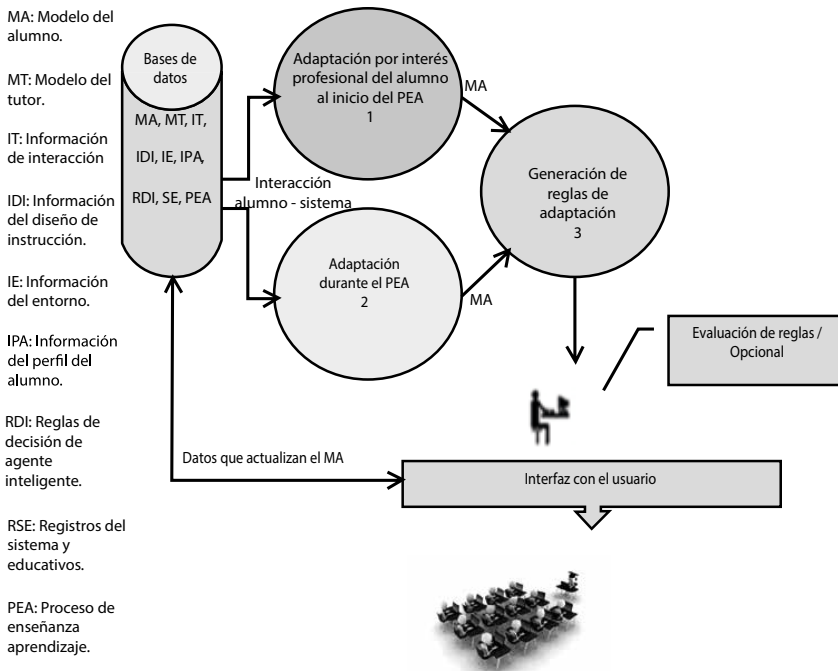 MA: Modelo del
alumno.
MT: Modelo del
tutor.
IT: Información
de interacción
IDI: Información
del diseño de
instrucción.
IE: Información
del entorno.
IPA: Información
del perfil del
alumno.
RDI: Reglas de
decisión de
agente
inteligente.
RSE: Registros del
sistema y
educativos.
PEA: Proceso de
enseñanza
aprendizaje.
Bases de
datos
MA, MT, IT,
IDI, IE, IPA,
RDI, SE, PEA
Interacción
alumno - sistema
Adaptación por interés
profesional del alumno
al inicio del PEA
1
MA
Adaptación
durante el PEA
2
MA
Generación de
reglas de
adaptación
3
Evaluación de reglas /
Opcional
Datos que actualizan el MA
Interfaz con el usuario